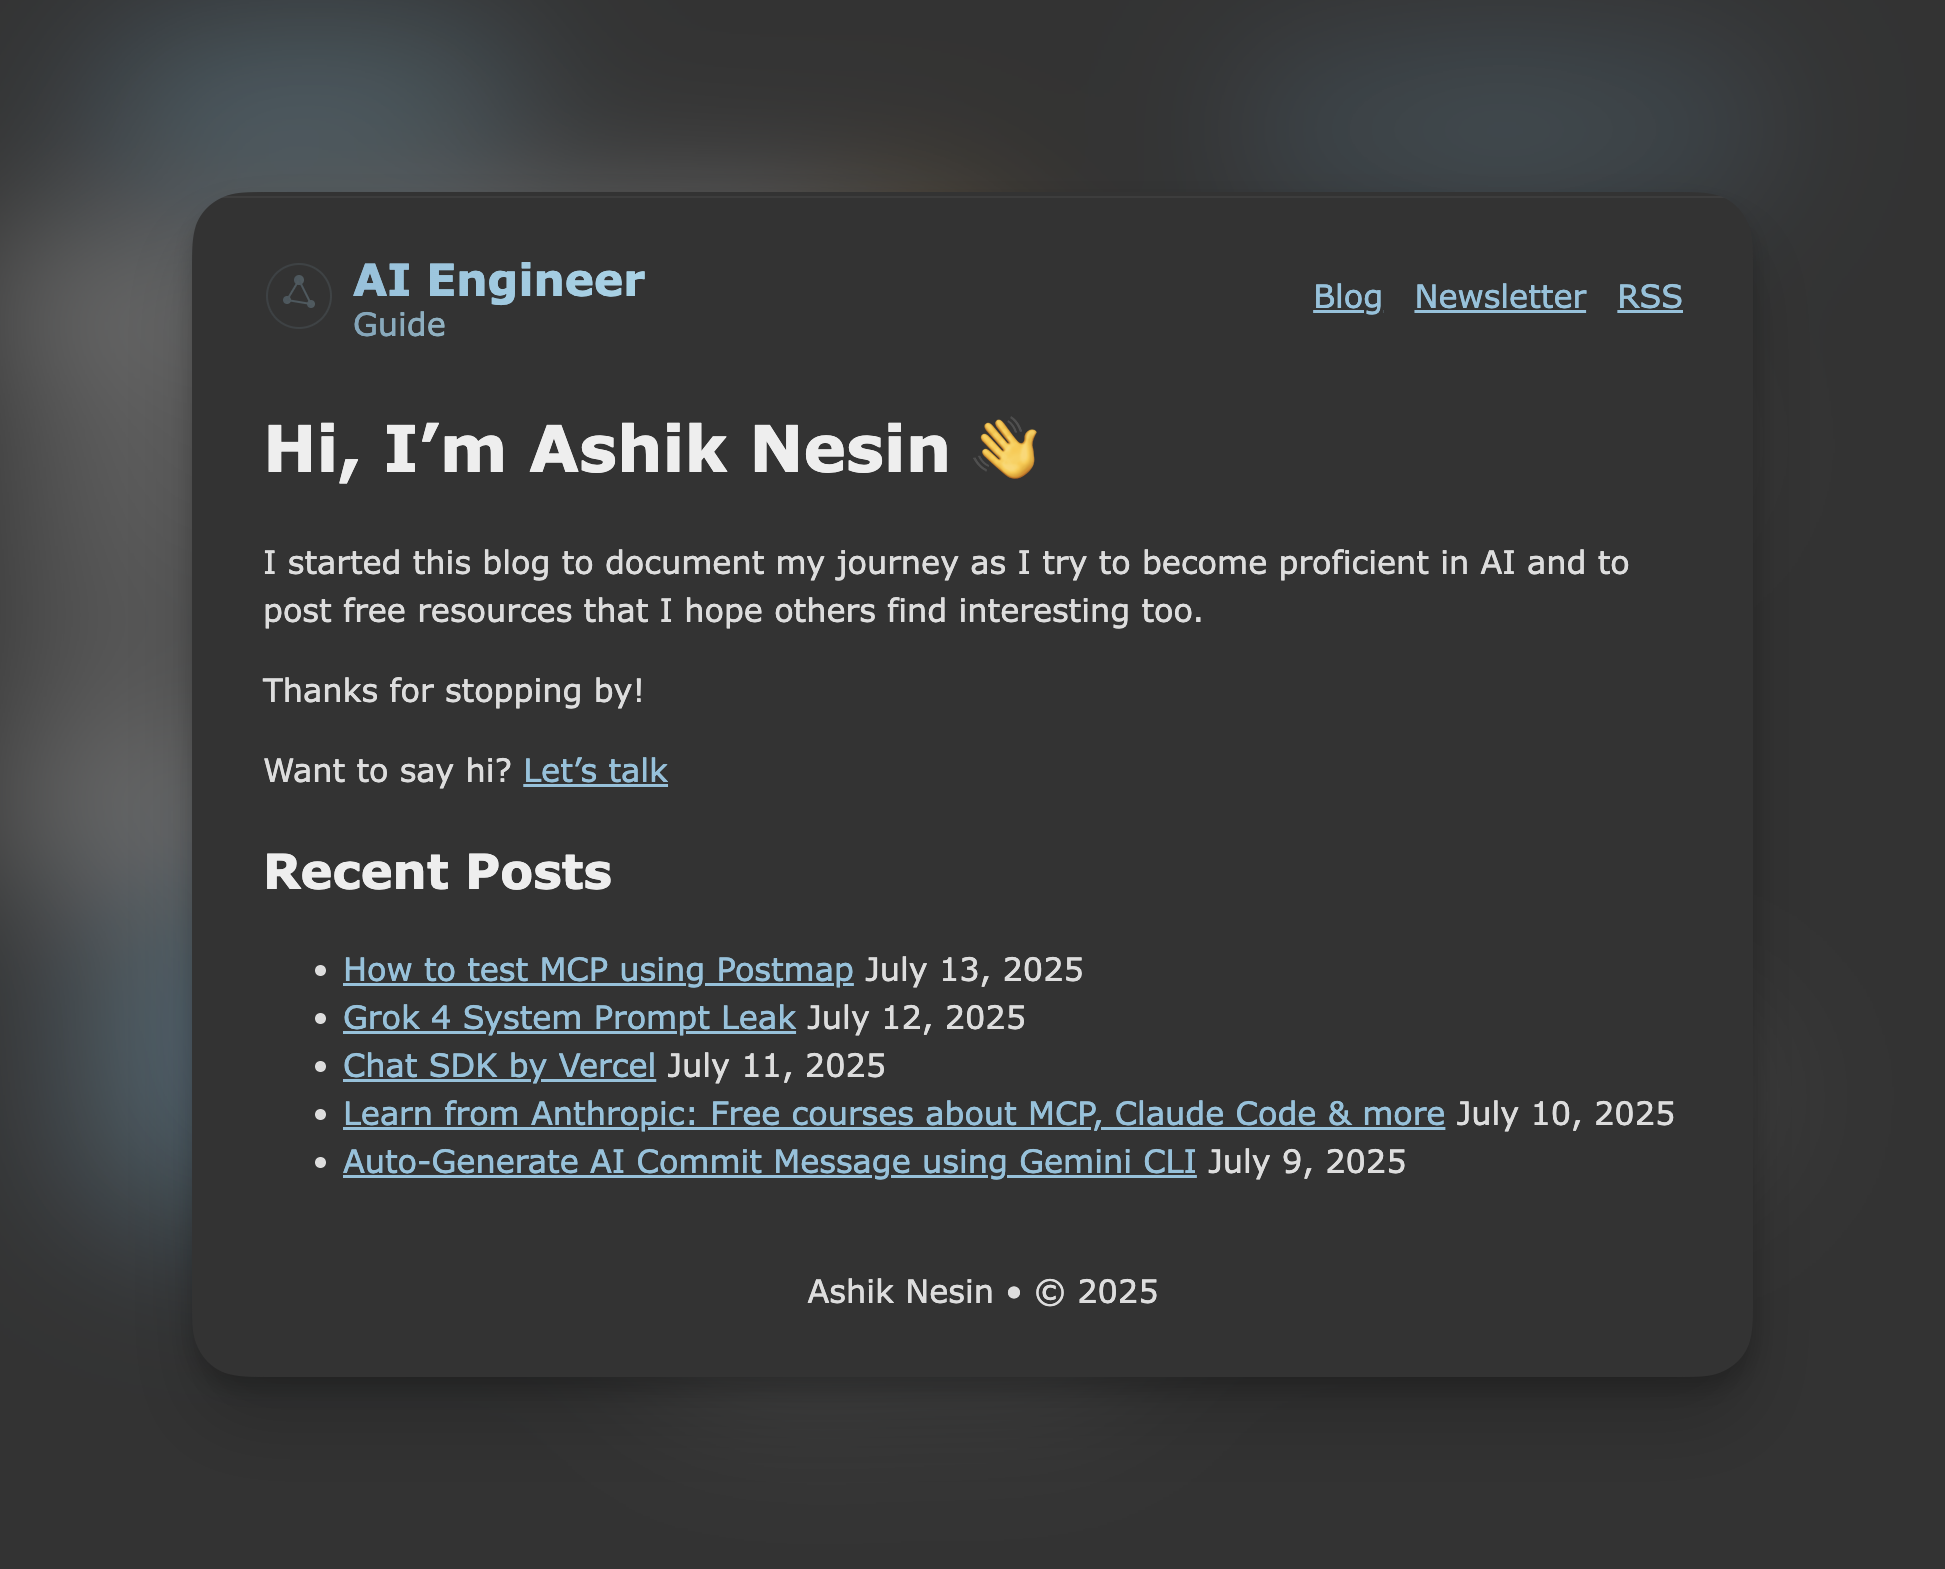 AI Engineer
Guide
Blog Newsletter RSS
Hi, I’m Ashik Nesin 👋
I started this blog to document my journey as I try to become proficient in AI and to
post free resources that I hope others find interesting too.
Thanks for stopping by!
Want to say hi? Let’s talk
Recent Posts
• How to test MCP using Postmap July 13, 2025
• Grok 4 System Prompt Leak July 12, 2025
• Chat SDK by Vercel July 11, 2025
• Learn from Anthropic: Free courses about MCP, Claude Code & more July 10, 2025
• Auto-Generate AI Commit Message using Gemini CLI July 9, 2025
Ashik Nesin • © 2025